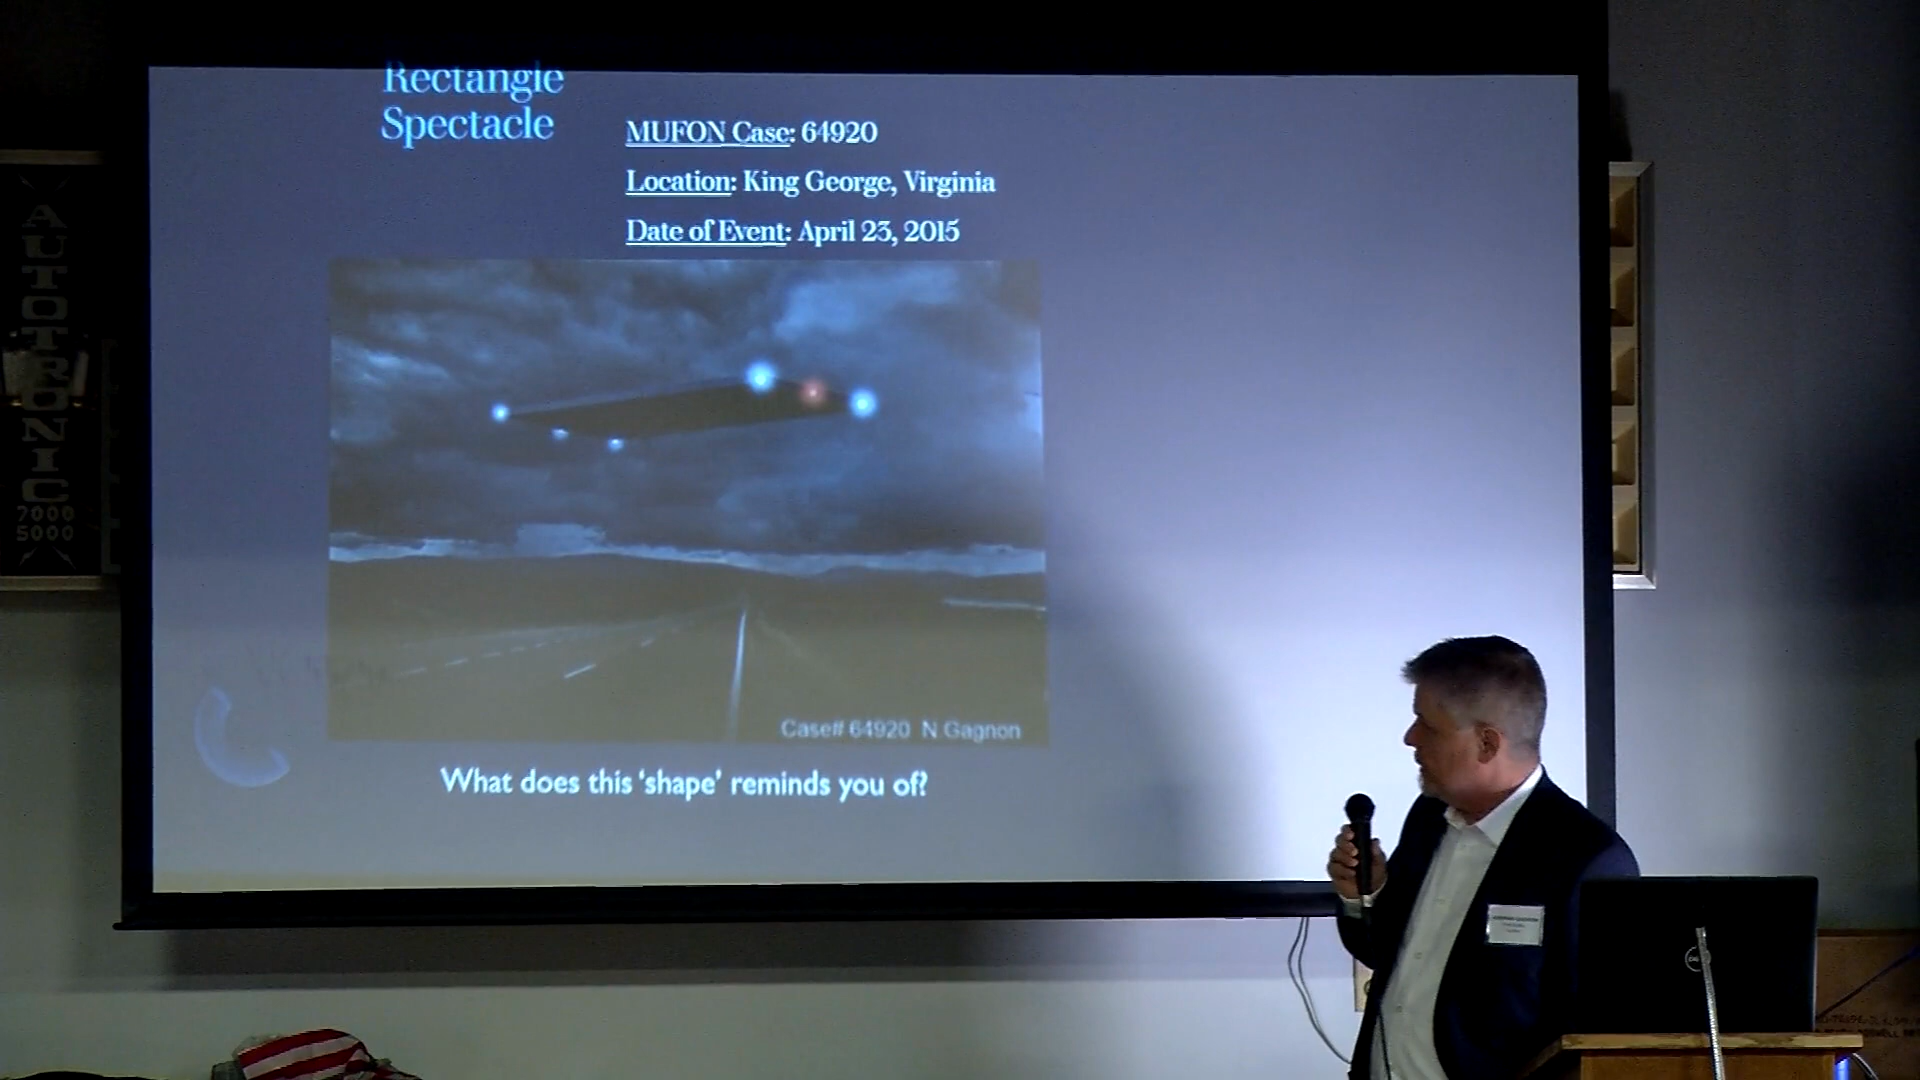 Rectangle
Spectacle
MUFON Case: 64920
Location: King George, Virginia
Date of Event: April 23, 2015
Case# 64920 N Gagnon
What does this ‘shape’ reminds you of?
AUTOTRONIC
7000
5000
DELL